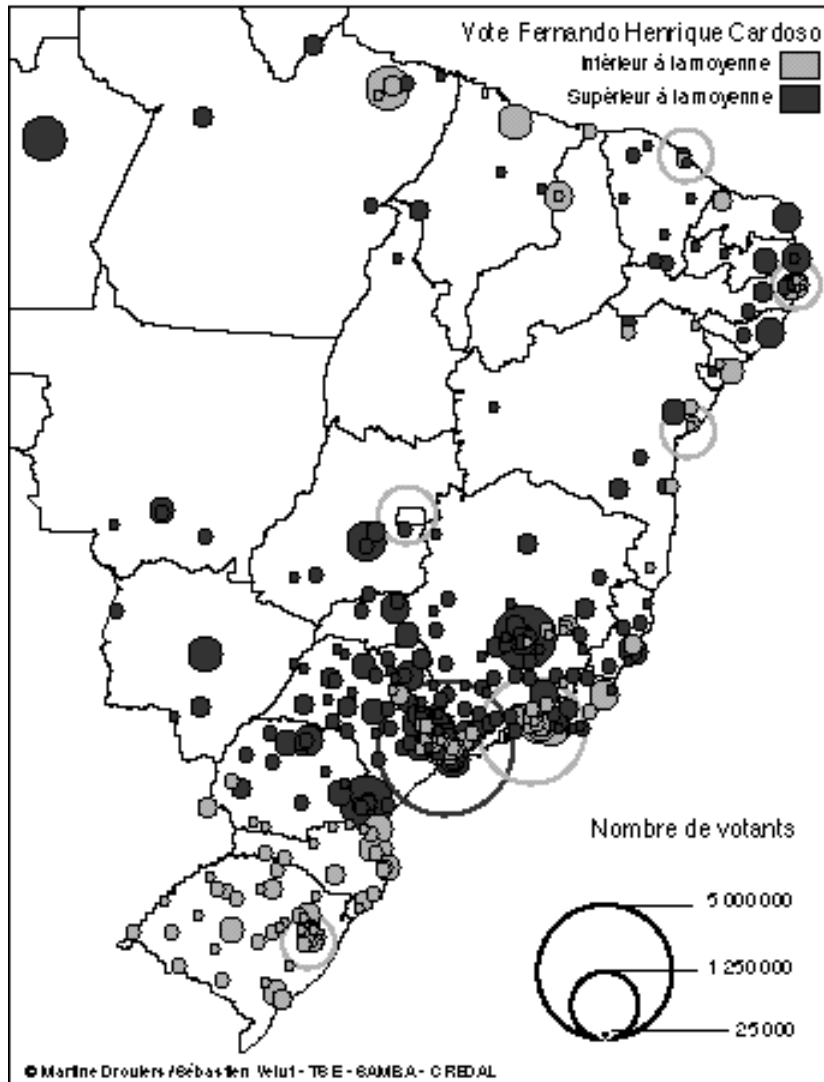 Vote Fernando Henrique Cardoso
Inférieur à la moyenne
Supérieur à la moyenne
Nombre de votants
5 000 000
1 250 000
25 000
© Martine Droulers / Sébastien Velut - TSE - SAMBA - CREDAL